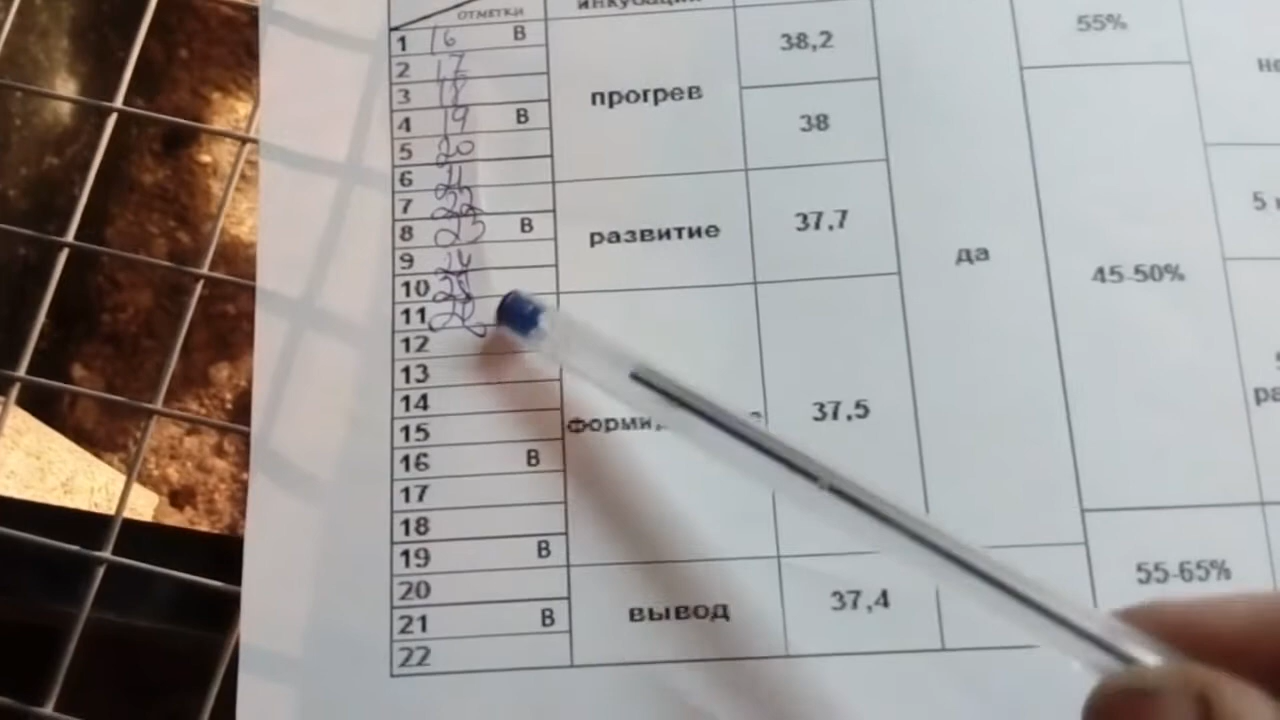 отметки
1 16 В
38,2
55%
2 17
3 18
прогрев
4 19 В
38
5 20
6 21
7 22
8 23 В
развитие
37,7
да
45-50%
9 24
10 25
11 26
12
13
14
37,5
15
16 В
17
18
19 В
55-65%
20
21 В
вывод
37,4
22